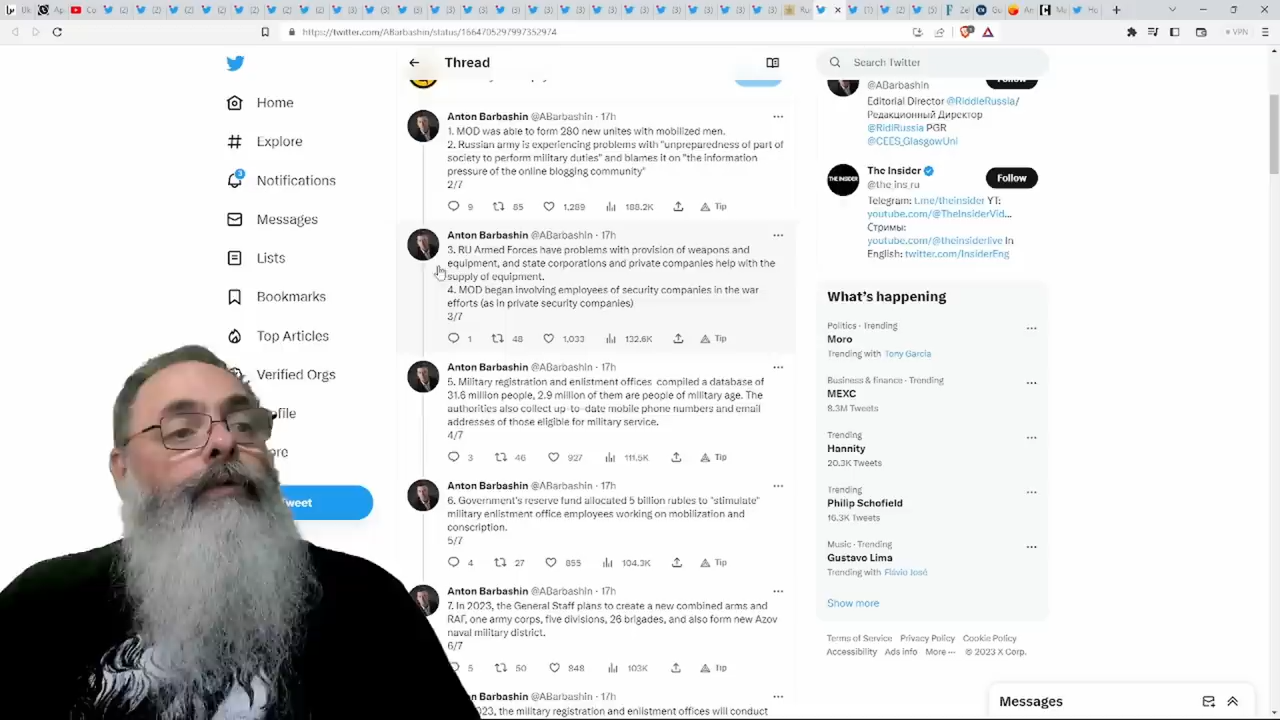 https://twitter.com/ABarbashin/status/1664705297997352974
VPN
Home
Explore
Notifications
3
Messages
Lists
Bookmarks
Top Articles
Verified Orgs
Thread
Anton Barbashin @ABarbashin · 17h
1. MOD was able to form 280 new unites with mobilized men.
2. Russian army is experiencing problems with "unpreparedness of part of
society to perform military duties" and blames it on "the information
pressure of the online blogging community"
2/7
9 85 1,289 188.2K Tip
Anton Barbashin @ABarbashin · 17h
3. RU Armed Forces have problems with provision of weapons and
equipment, and state corporations and private companies help with the
supply of equipment.
4. MOD began involving employees of security companies in the war
efforts (as in private security companies)
3/7
1 48 1,033 132.6K Tip
Anton Barbashin @ABarbashin · 17h
5. Military registration and enlistment offices compiled a database of
31.6 million people, 2.9 million of them are people of military age. The
authorities also collect up-to-date mobile phone numbers and email
addresses of those eligible for military service.
4/7
3 46 927 111.5K Tip
Anton Barbashin @ABarbashin · 17h
6. Government's reserve fund allocated 5 billion rubles to "stimulate"
military enlistment office employees working on mobilization and
conscription.
5/7
4 27 855 104.3K Tip
Anton Barbashin @ABarbashin · 17h
7. In 2023, the General Staff plans to create a new combined arms and
RAF, one army corps, five divisions, 26 brigades, and also form new Azov
naval military district.
6/7
5 50 848 103K Tip
Barbashin @ABarbashin · 17h
the military registration and enlistment offices will conduct
Search Twitter
@ABarbashin
Follow
Editorial Director @RiddleRussia/
Редакционный Директор
@RidlRussia PGR
@CEES_GlasgowUni
The Insider
@the_ins_ru
Follow
Telegram: t.me/theinsider YT:
youtube.com/@TheInsiderVid...
Стримы:
youtube.com/@theinsiderlive In
English: twitter.com/InsiderEng
THE INSIDER
What's happening
Politics · Trending
Moro
Trending with Tony Garcia
Business & finance · Trending
MEXC
8.3M Tweets
Trending
Hannity
20.3K Tweets
Trending
Philip Schofield
16.3K Tweets
Music · Trending
Gustavo Lima
Trending with Flávio José
Show more
Terms of Service Privacy Policy Cookie Policy
Accessibility Ads info More ··· © 2023 X Corp.
Messages